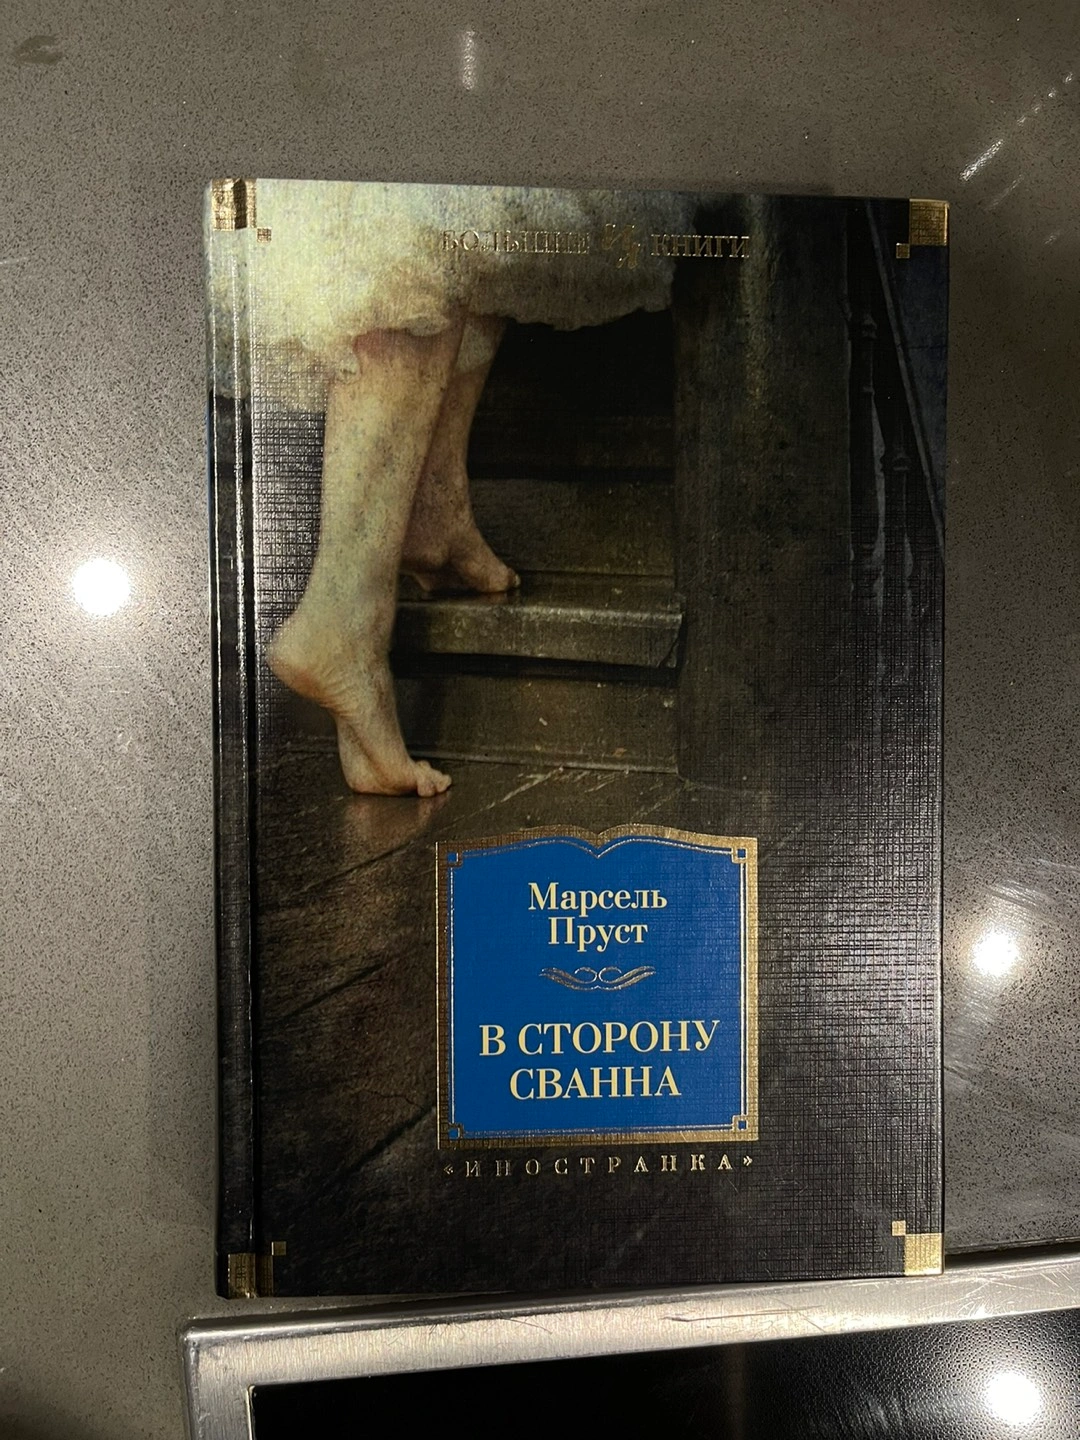 БОЛЬШИЕ КНИГИ
Марсель
Пруст
В СТОРОНУ
СВАННА
«ИНОСТРАНКА»